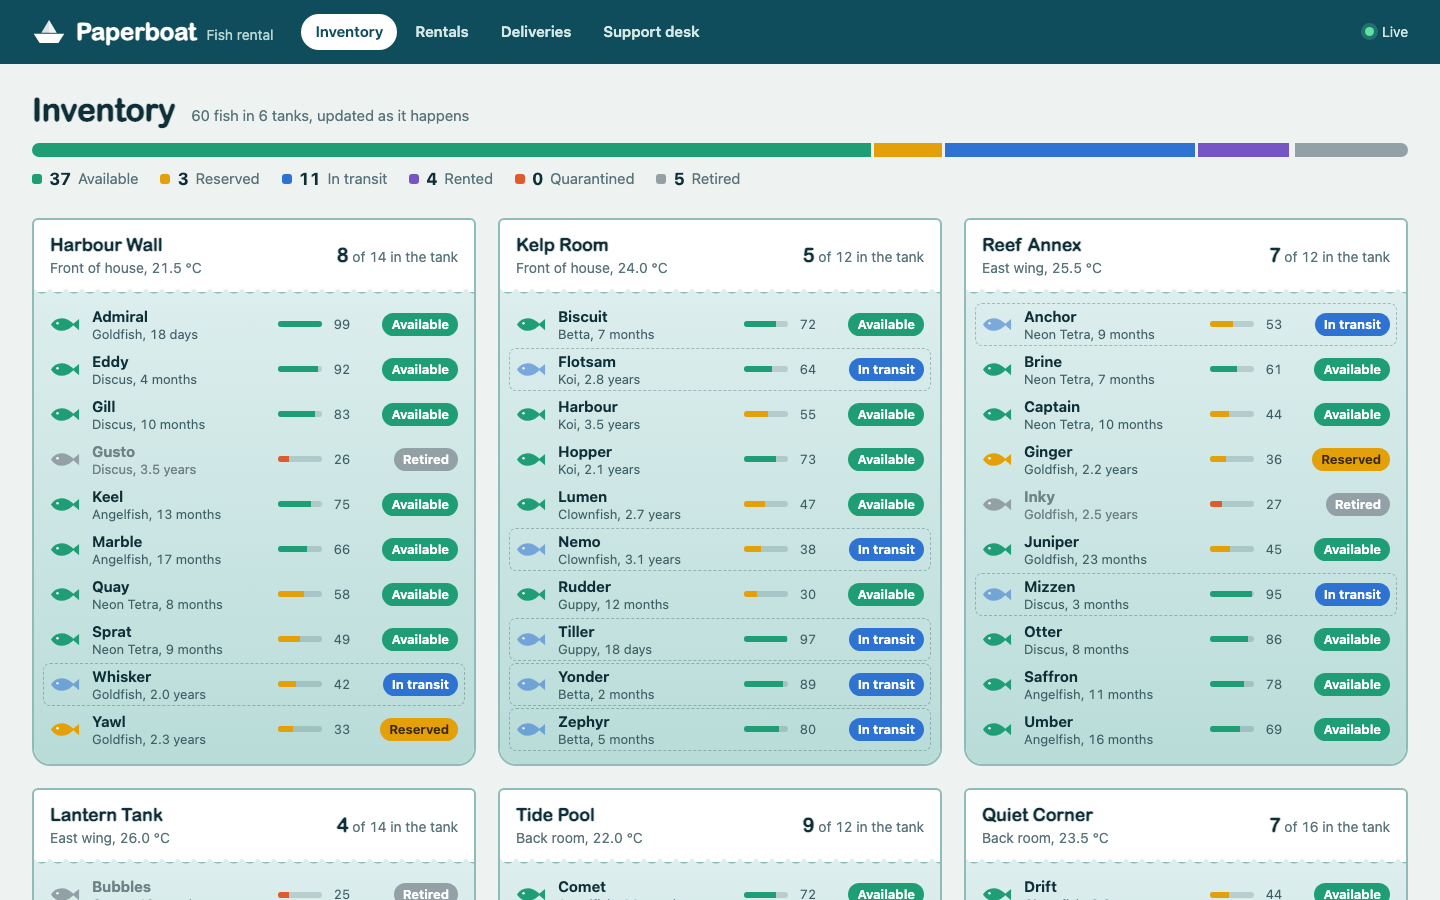 Paperboat Fish rental Inventory Rentals Deliveries Support desk Live
Inventory 60 fish in 6 tanks, updated as it happens
37 Available 3 Reserved 11 In transit 4 Rented 0 Quarantined 5 Retired
Harbour Wall
Front of house, 21.5 °C
8 of 14 in the tank
Admiral
Goldfish, 18 days
99 Available
Eddy
Discus, 4 months
92 Available
Gill
Discus, 10 months
83 Available
Gusto
Discus, 3.5 years
26 Retired
Keel
Angelfish, 13 months
75 Available
Marble
Angelfish, 17 months
66 Available
Quay
Neon Tetra, 8 months
58 Available
Sprat
Neon Tetra, 9 months
49 Available
Whisker
Goldfish, 2.0 years
42 In transit
Yawl
Goldfish, 2.3 years
33 Reserved
Kelp Room
Front of house, 24.0 °C
5 of 12 in the tank
Biscuit
Betta, 7 months
72 Available
Flotsam
Koi, 2.8 years
64 In transit
Harbour
Koi, 3.5 years
55 Available
Hopper
Koi, 2.1 years
73 Available
Lumen
Clownfish, 2.7 years
47 Available
Nemo
Clownfish, 3.1 years
38 In transit
Rudder
Guppy, 12 months
30 Available
Tiller
Guppy, 18 days
97 In transit
Yonder
Betta, 2 months
89 In transit
Zephyr
Betta, 5 months
80 In transit
Reef Annex
East wing, 25.5 °C
7 of 12 in the tank
Anchor
Neon Tetra, 9 months
53 In transit
Brine
Neon Tetra, 7 months
61 Available
Captain
Neon Tetra, 10 months
44 Available
Ginger
Goldfish, 2.2 years
36 Reserved
Inky
Goldfish, 2.5 years
27 Retired
Juniper
Goldfish, 23 months
45 Available
Mizzen
Discus, 3 months
95 In transit
Otter
Discus, 8 months
86 Available
Saffron
Angelfish, 11 months
78 Available
Umber
Angelfish, 16 months
69 Available
Lantern Tank
East wing, 26.0 °C
4 of 14 in the tank
Bubbles
25 Retired
Tide Pool
Back room, 22.0 °C
9 of 12 in the tank
Comet
72 Available
Quiet Corner
Back room, 23.5 °C
7 of 16 in the tank
Drift
44 Available